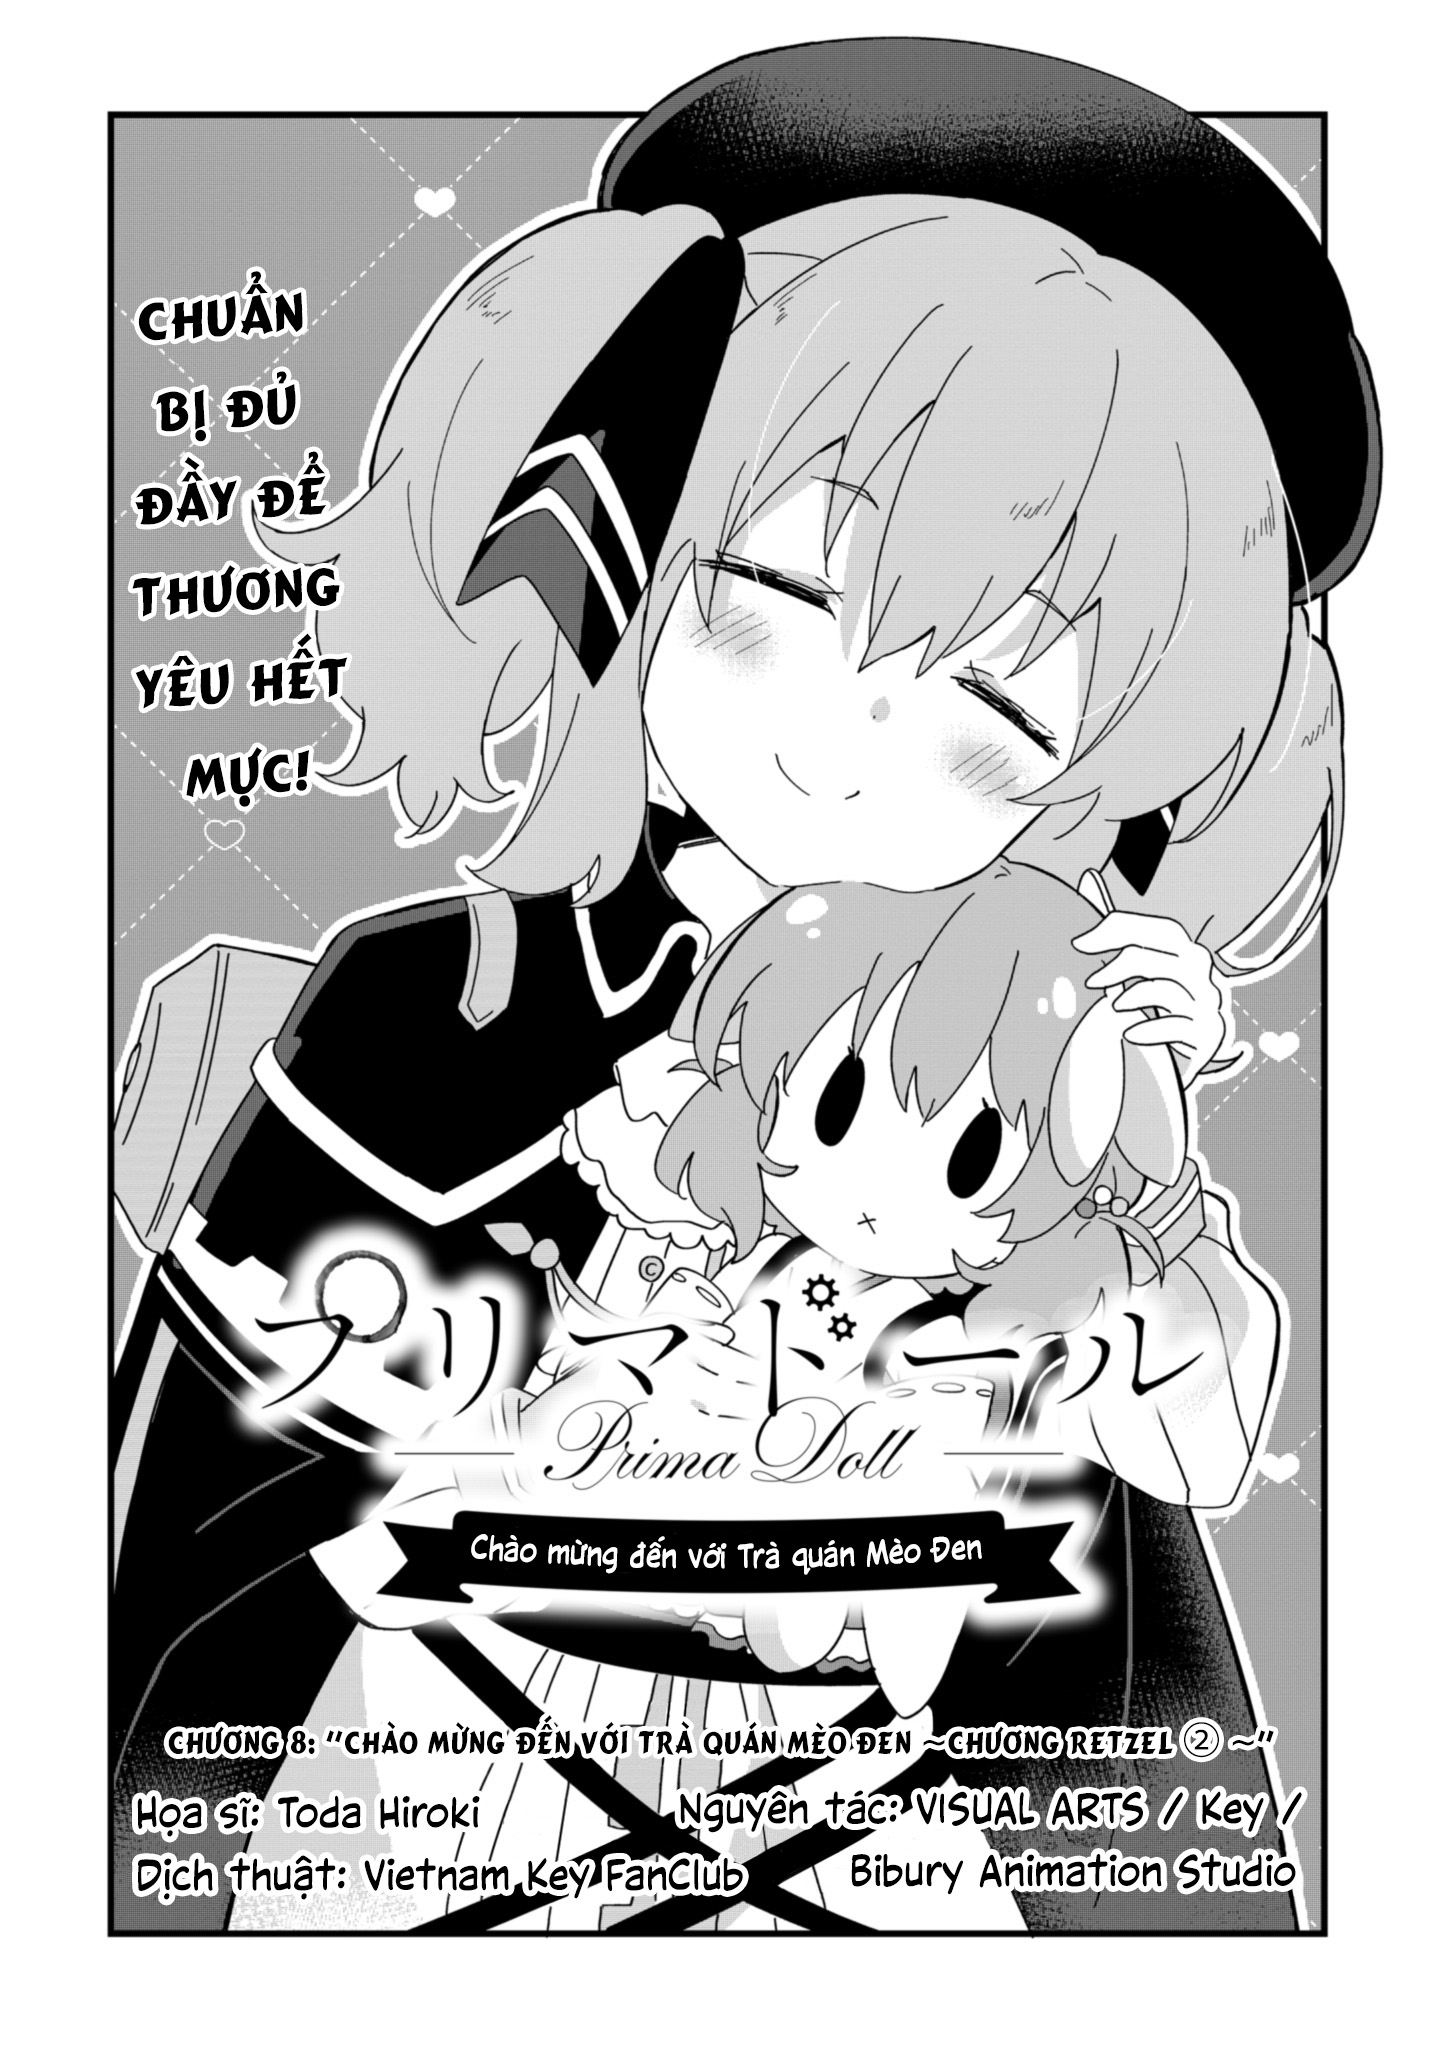 CHUẨN
BỊ ĐỦ
ĐẦY ĐỂ
THƯƠNG
YÊU HẾT
MỰC!
プリマドール
Prima Doll
Chào mừng đến với Trà quán Mèo Đen
CHƯƠNG 8: "CHÀO MỪNG ĐẾN VỚI TRÀ QUÁN MÈO ĐEN ~CHƯƠNG RETZEL ② ~"
Họa sĩ: Toda Hiroki
Nguyên tác: VISUAL ARTS / Key /
Dịch thuật: Vietnam Key FanClub
Bibury Animation Studio